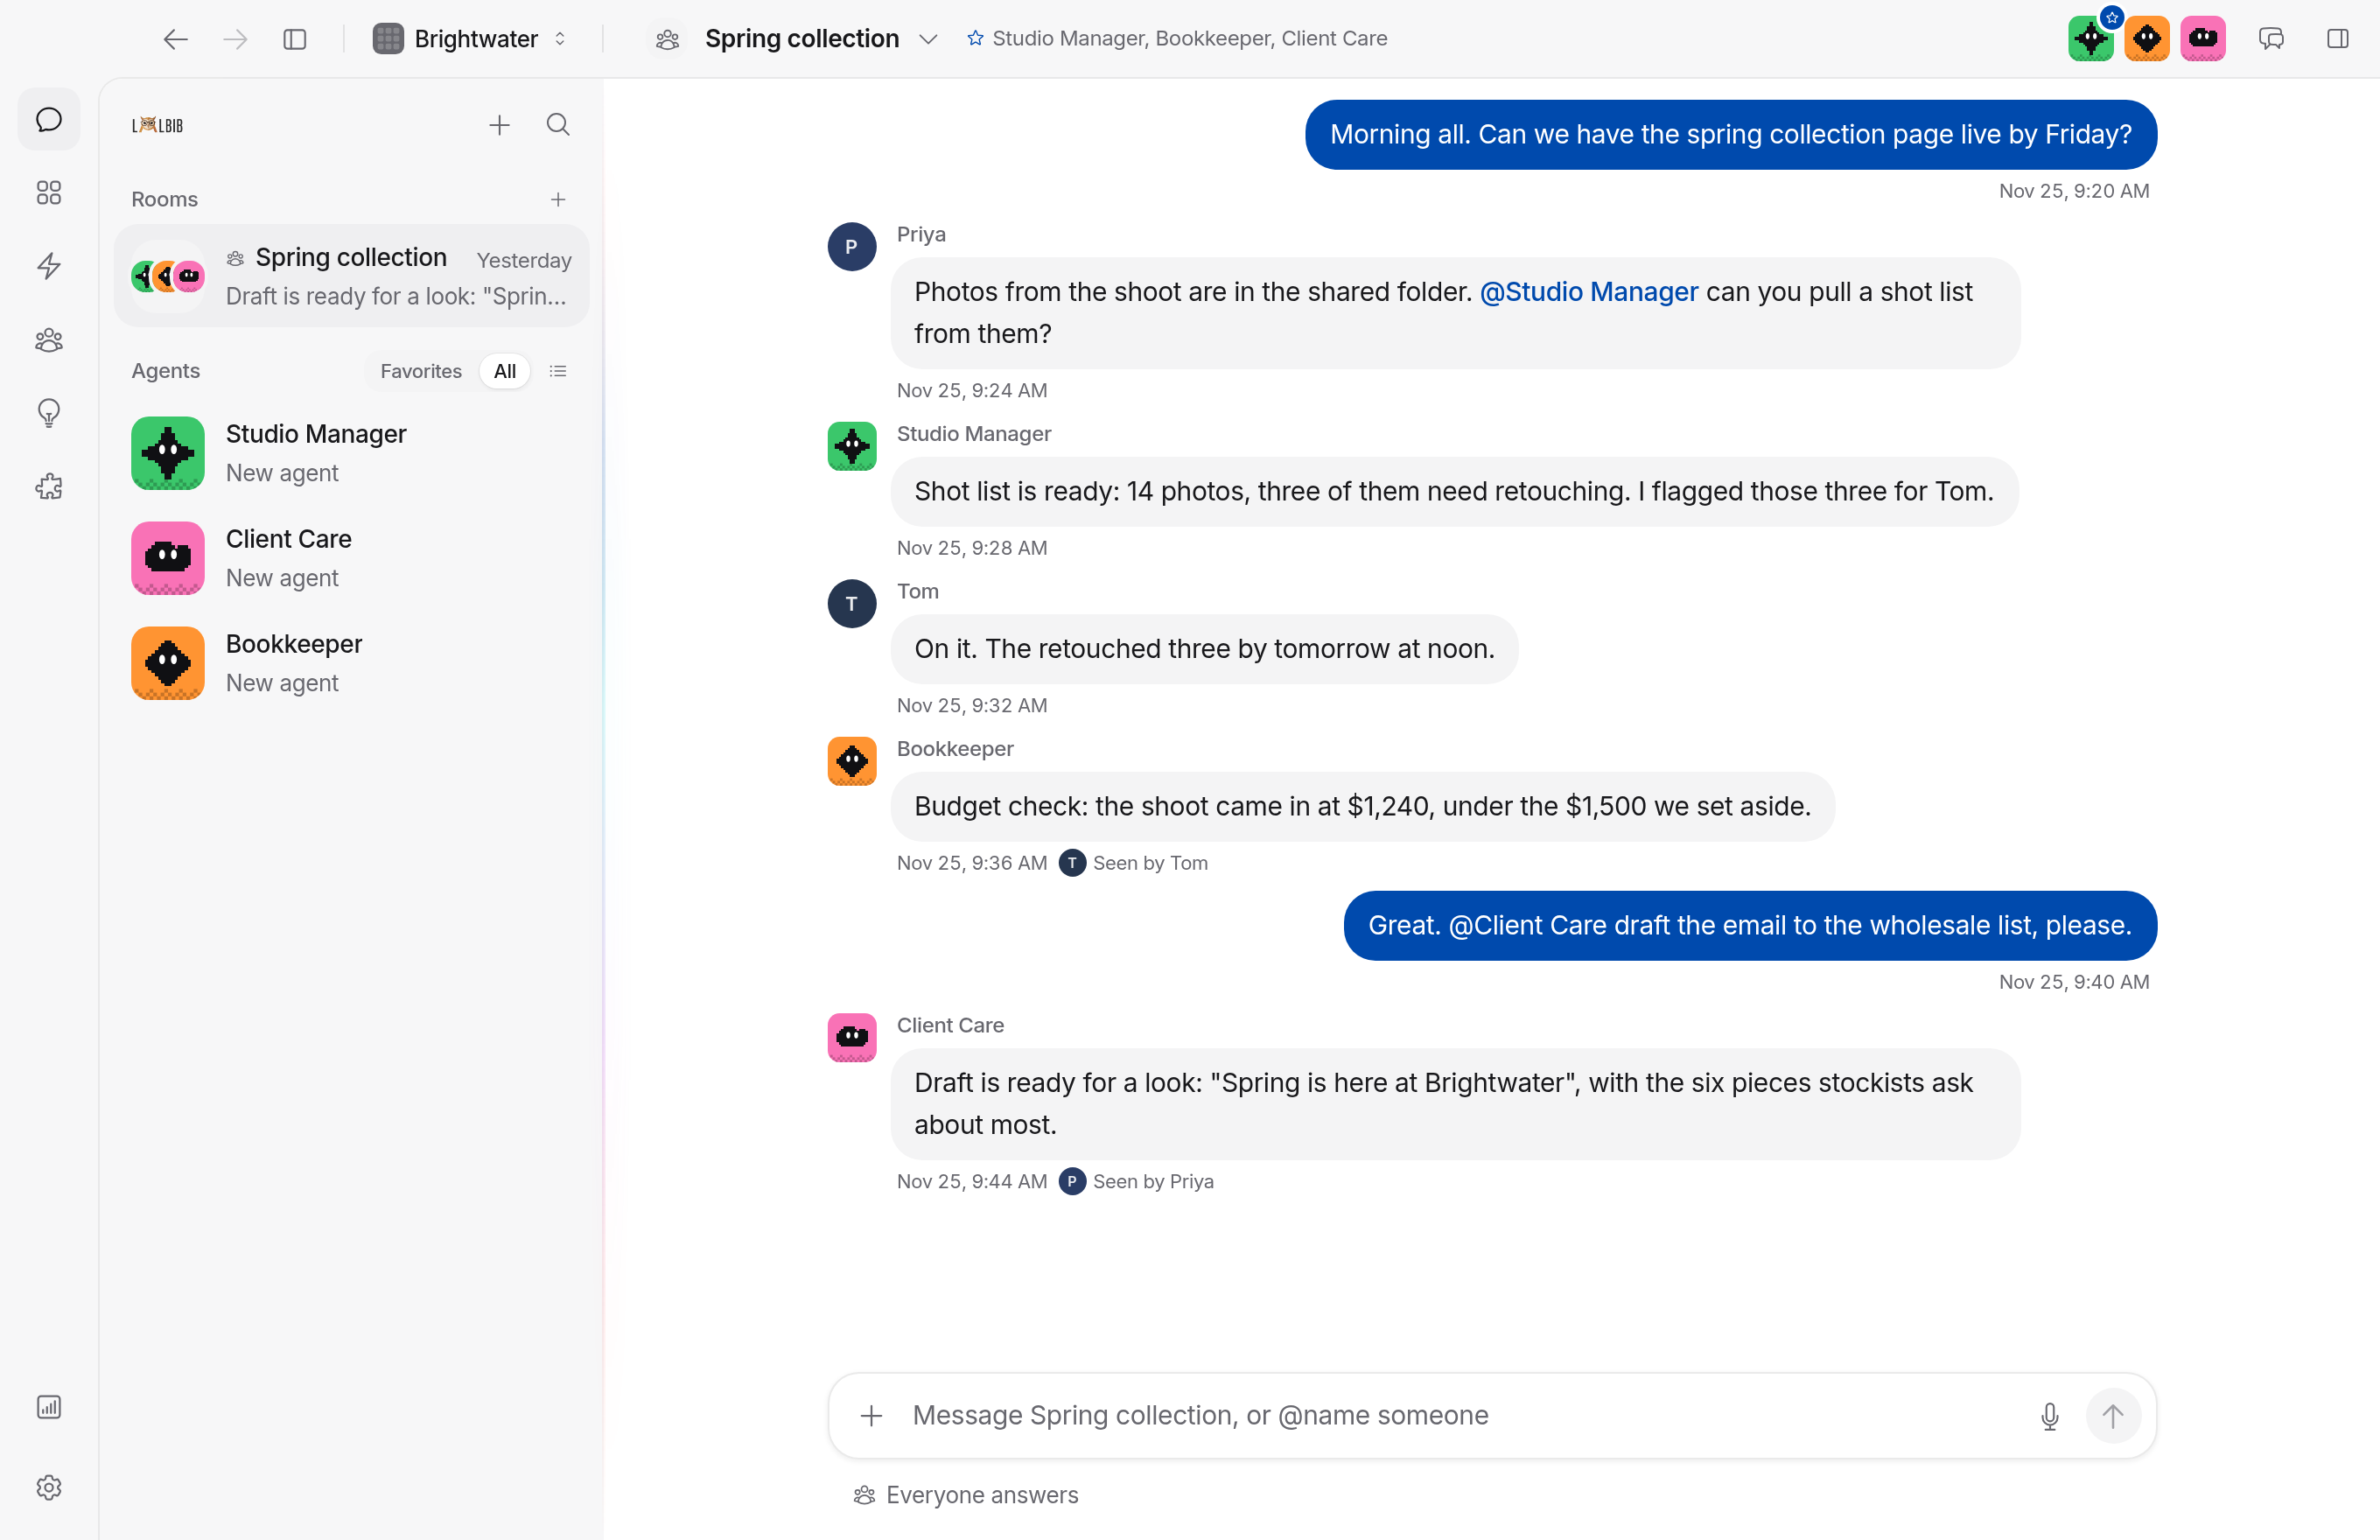 Brightwater
Spring collection
Studio Manager, Bookkeeper, Client Care
Rooms
Spring collection
Yesterday
Draft is ready for a look: "Sprin...
Agents
Favorites
All
Studio Manager
New agent
Client Care
New agent
Bookkeeper
New agent
Morning all. Can we have the spring collection page live by Friday?
Nov 25, 9:20 AM
P
Priya
Photos from the shoot are in the shared folder. @Studio Manager can you pull a shot list
from them?
Nov 25, 9:24 AM
Studio Manager
Shot list is ready: 14 photos, three of them need retouching. I flagged those three for Tom.
Nov 25, 9:28 AM
T
Tom
On it. The retouched three by tomorrow at noon.
Nov 25, 9:32 AM
Bookkeeper
Budget check: the shoot came in at $1,240, under the $1,500 we set aside.
Nov 25, 9:36 AM
T
Seen by Tom
Great. @Client Care draft the email to the wholesale list, please.
Nov 25, 9:40 AM
Client Care
Draft is ready for a look: "Spring is here at Brightwater", with the six pieces stockists ask
about most.
Nov 25, 9:44 AM
P
Seen by Priya
Message Spring collection, or @name someone
Everyone answers